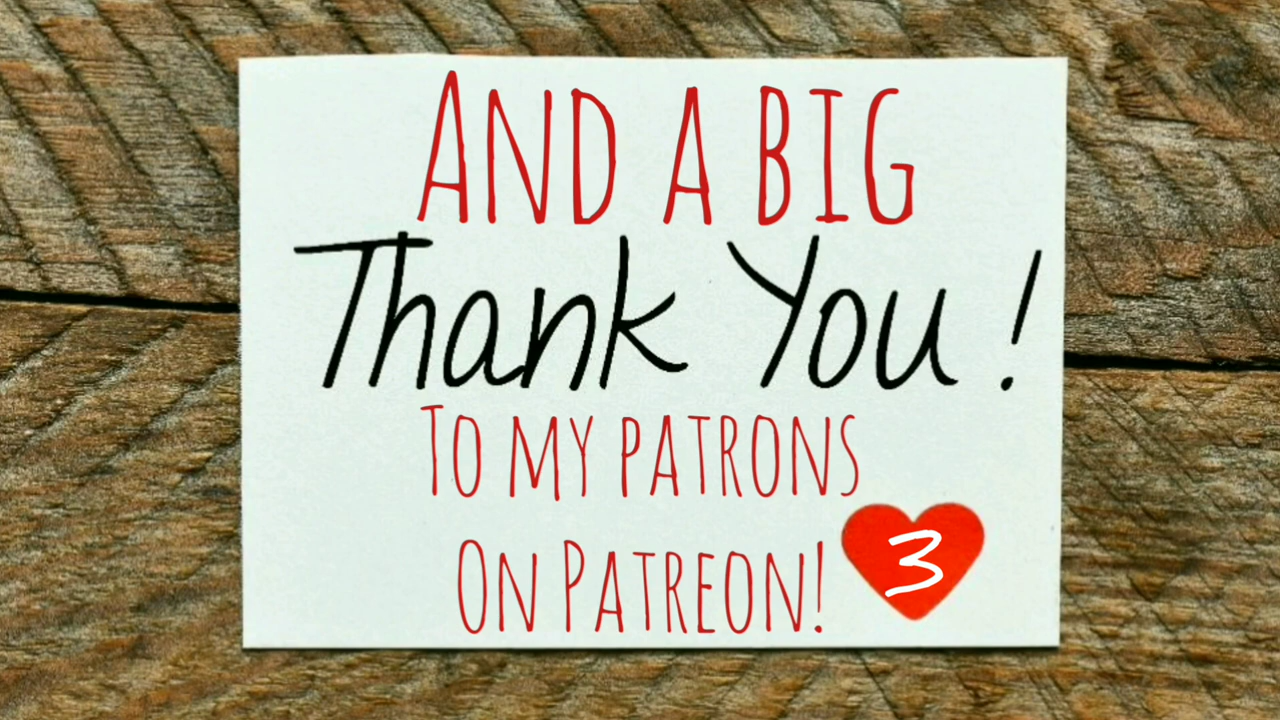 AND A BIG
Thank You!
TO MY PATRONS
ON PATREON!
3